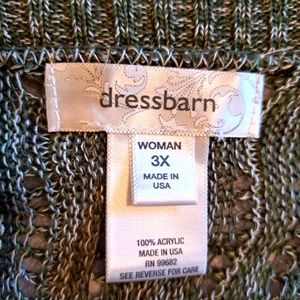 dressbarn
WOMAN
3X
MADE IN
USA
100% ACRYLIC
MADE IN USA
RN 99682
SEE REVERSE FOR CARE